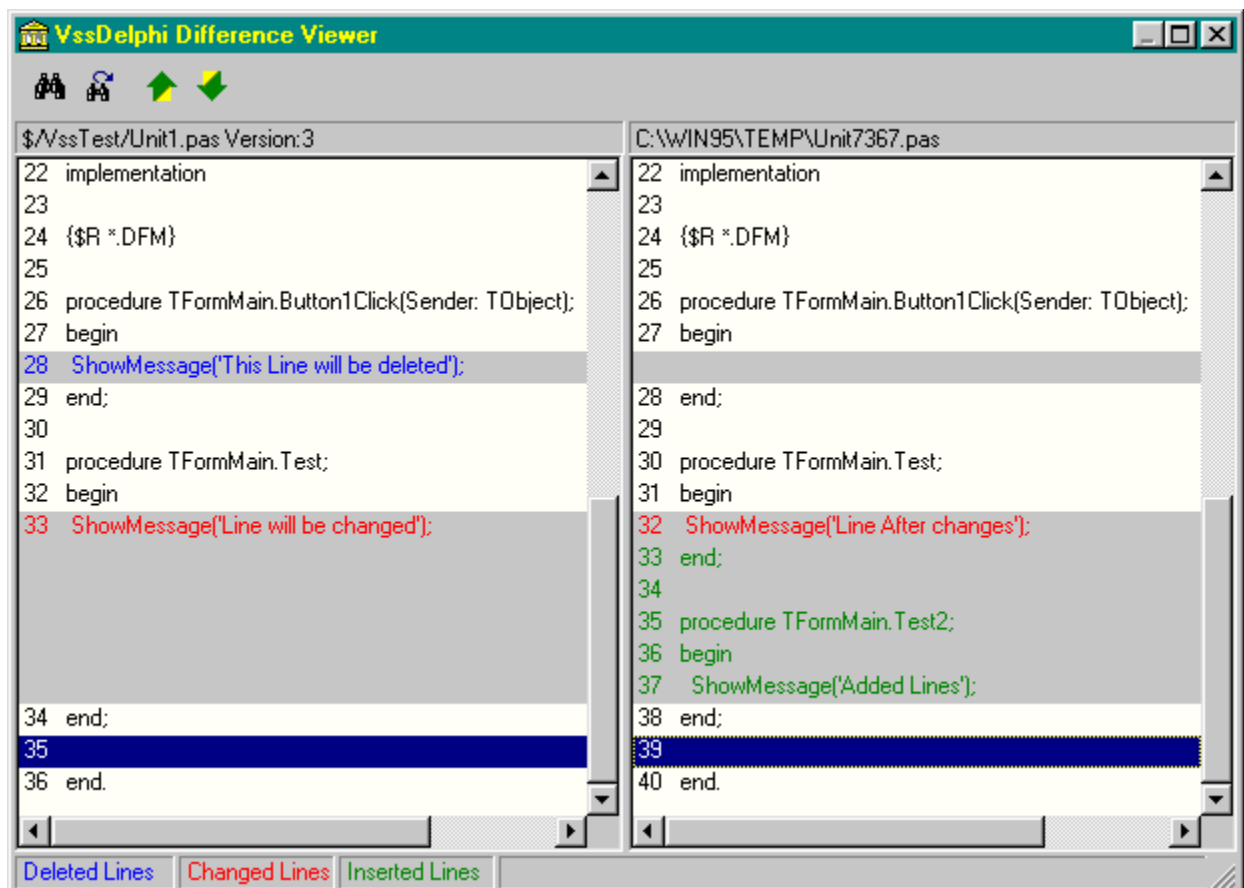 VssDelphi Difference Viewer
$/VssTest/Unit1.pas Version:3
22 implementation
23
24 {$R *.DFM}
25
26 procedure TFormMain.Button1Click(Sender: TObject);
27 begin
28 ShowMessage('This Line will be deleted');
29 end;
30
31 procedure TFormMain.Test;
32 begin
33 ShowMessage('Line will be changed');
34 end;
35
36 end.
C:\WIN95\TEMP\Unit7367.pas
22 implementation
23
24 {$R *.DFM}
25
26 procedure TFormMain.Button1Click(Sender: TObject);
27 begin
28 end;
29
30 procedure TFormMain.Test;
31 begin
32 ShowMessage('Line After changes');
33 end;
34
35 procedure TFormMain.Test2;
36 begin
37 ShowMessage('Added Lines');
38 end;
39
40 end.
Deleted Lines Changed Lines Inserted Lines